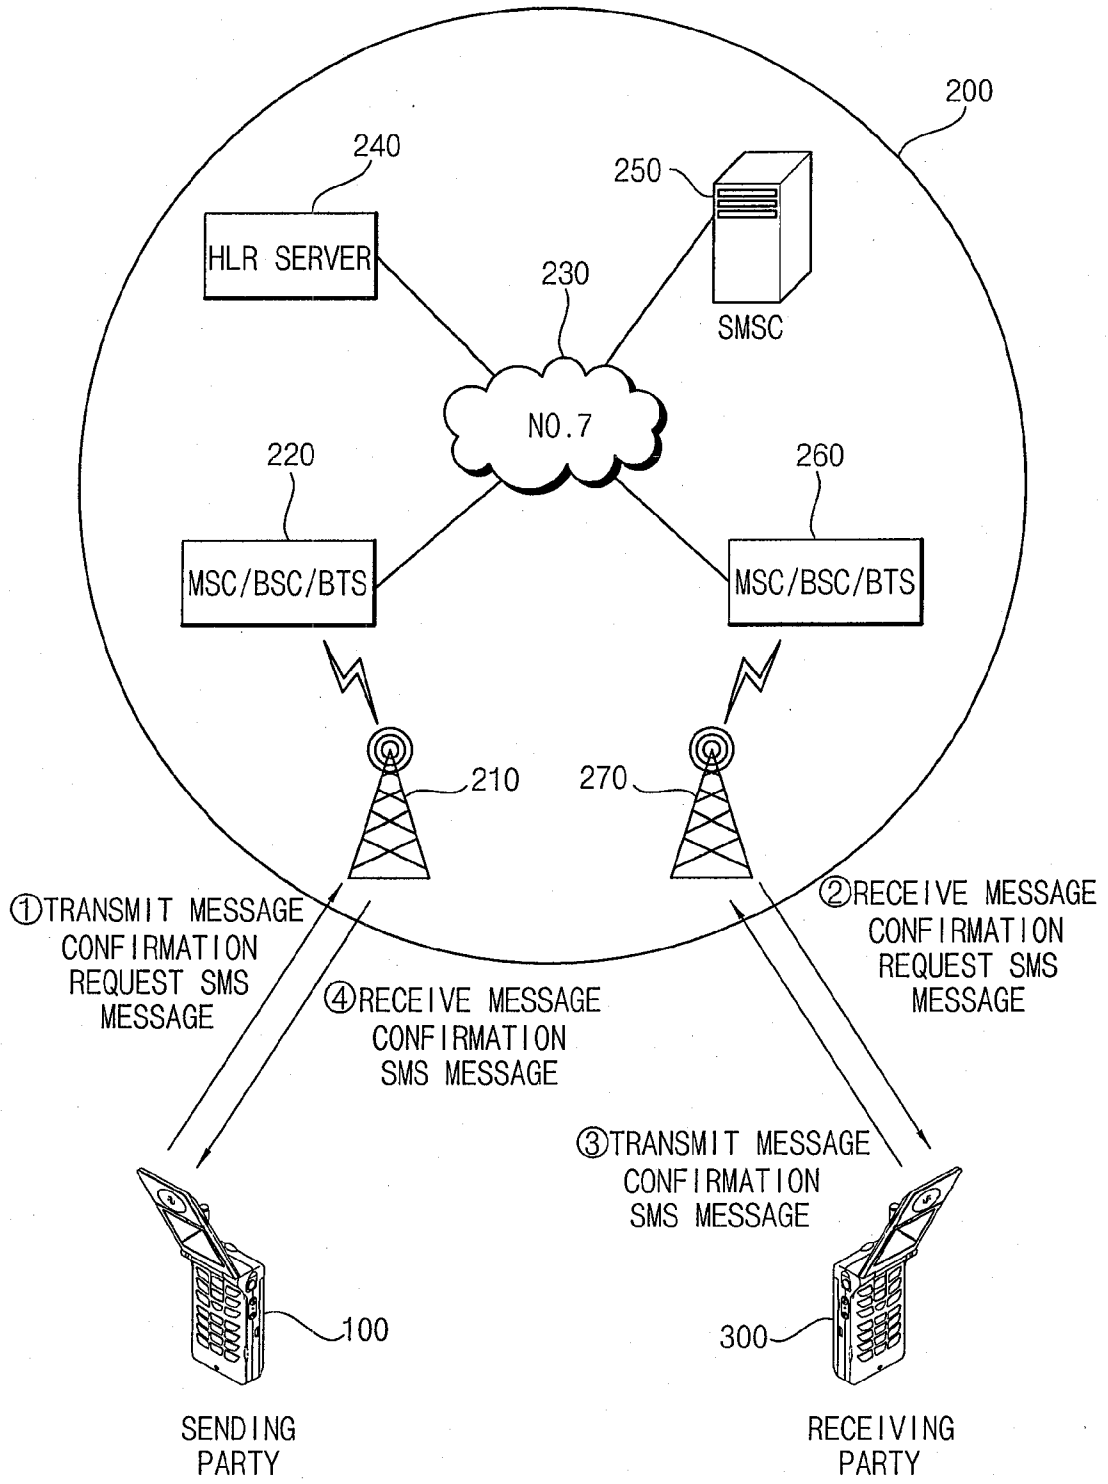 200
240
250
HLR SERVER
230
SMSC
NO.7
220
260
MSC/BSC/BTS
MSC/BSC/BTS
210
270
①TRANSMIT MESSAGE
CONFIRMATION
REQUEST SMS
MESSAGE
②RECEIVE MESSAGE
CONFIRMATION
REQUEST SMS
MESSAGE
④RECEIVE MESSAGE
CONFIRMATION
SMS MESSAGE
③TRANSMIT MESSAGE
CONFIRMATION
SMS MESSAGE
100
300
SENDING
PARTY
RECEIVING
PARTY